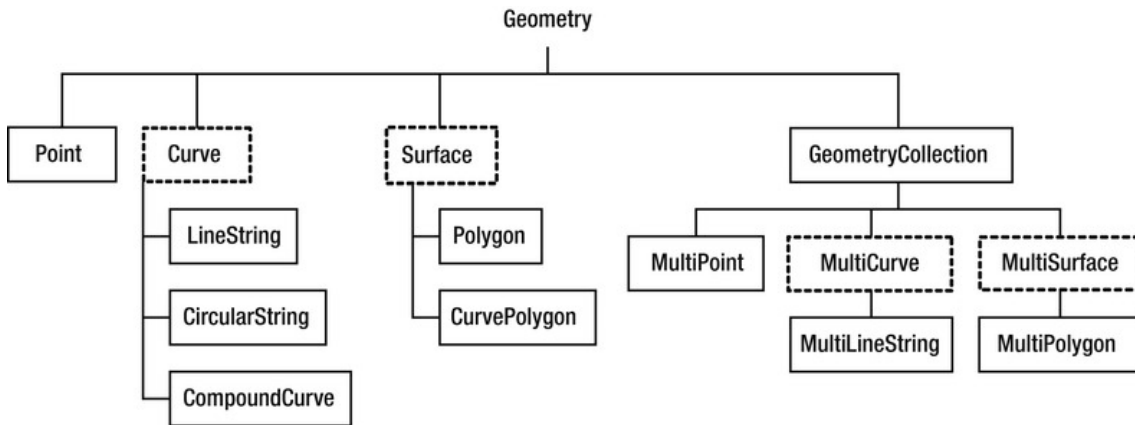 Geometry
Point
Curve
Surface
GeometryCollection
LineString
Polygon
MultiPoint
MultiCurve
MultiSurface
CircularString
CurvePolygon
MultiLineString
MultiPolygon
CompoundCurve